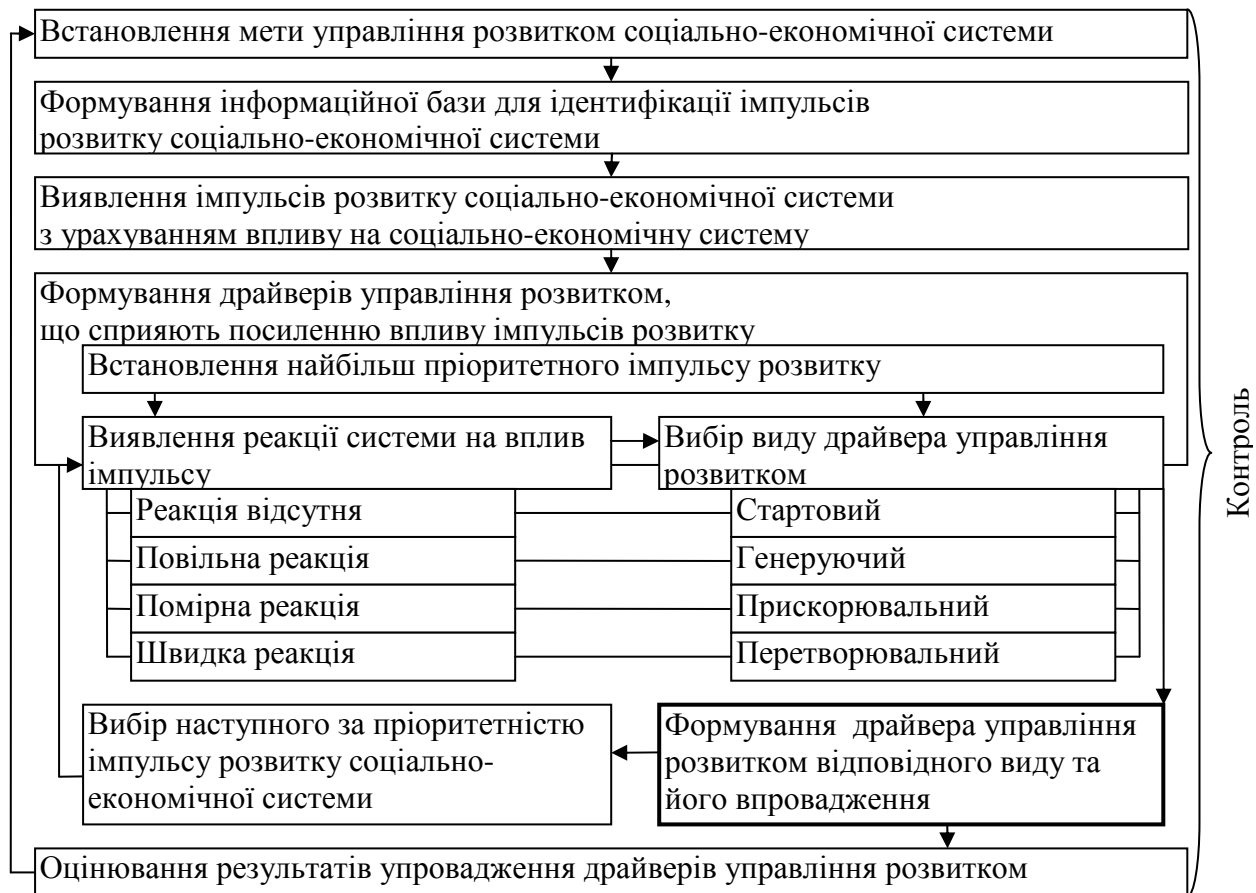 Встановлення мети управління розвитком соціально-економічної системи
Формування інформаційної бази для ідентифікації імпульсів
розвитку соціально-економічної системи
Виявлення імпульсів розвитку соціально-економічної системи
з урахуванням впливу на соціально-економічну систему
Формування драйверів управління розвитком,
що сприяють посиленню впливу імпульсів розвитку
Встановлення найбільш пріоритетного імпульсу розвитку
Виявлення реакції системи на вплив
імпульсу
Вибір виду драйвера управління
розвитком
Реакція відсутня
Стартовий
Повільна реакція
Генеруючий
Помірна реакція
Прискорювальний
Швидка реакція
Перетворювальний
Вибір наступного за пріоритетністю
імпульсу розвитку соціально-
економічної системи
Формування драйвера управління
розвитком відповідного виду та
його впровадження
Оцінювання результатів упровадження драйверів управління розвитком
Контроль